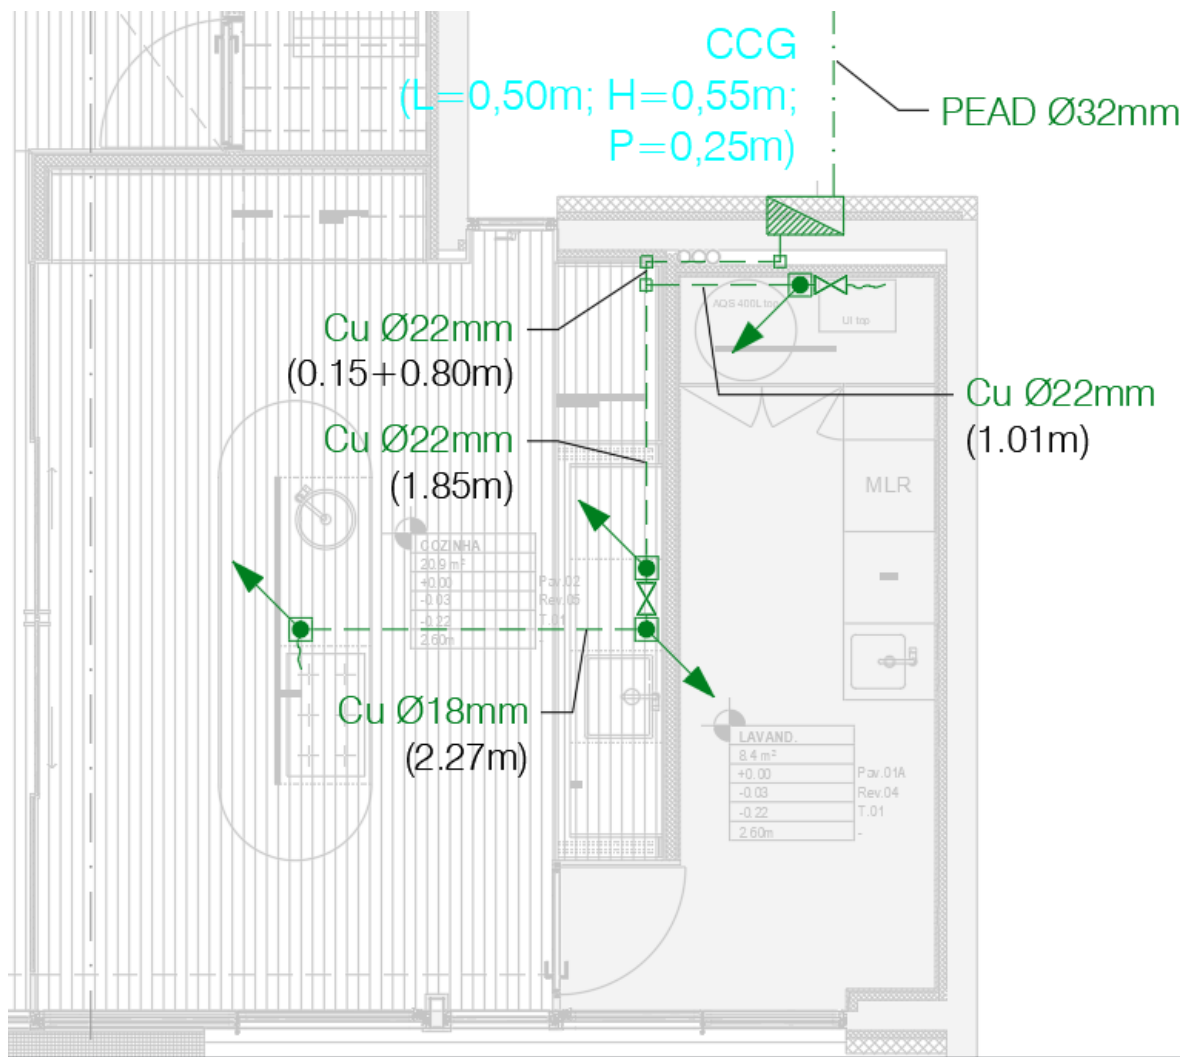 CCG
(L=0,50m; H=0,55m;
P=0,25m)
PEAD Ø32mm
AQS 400L top
UI top
Cu Ø22mm
(0.15+0.80m)
Cu Ø22mm
(1.01m)
Cu Ø22mm
(1.85m)
MLR
COZINHA
20.9 m²
+0.00
Pav.02
-0.03
Rev.05
-0.22
T.01
2.60m
-
Cu Ø18mm
(2.27m)
LAVAND.
8.4 m²
+0.00
Pav.01A
-0.03
Rev.04
-0.22
T.01
2.60m
-